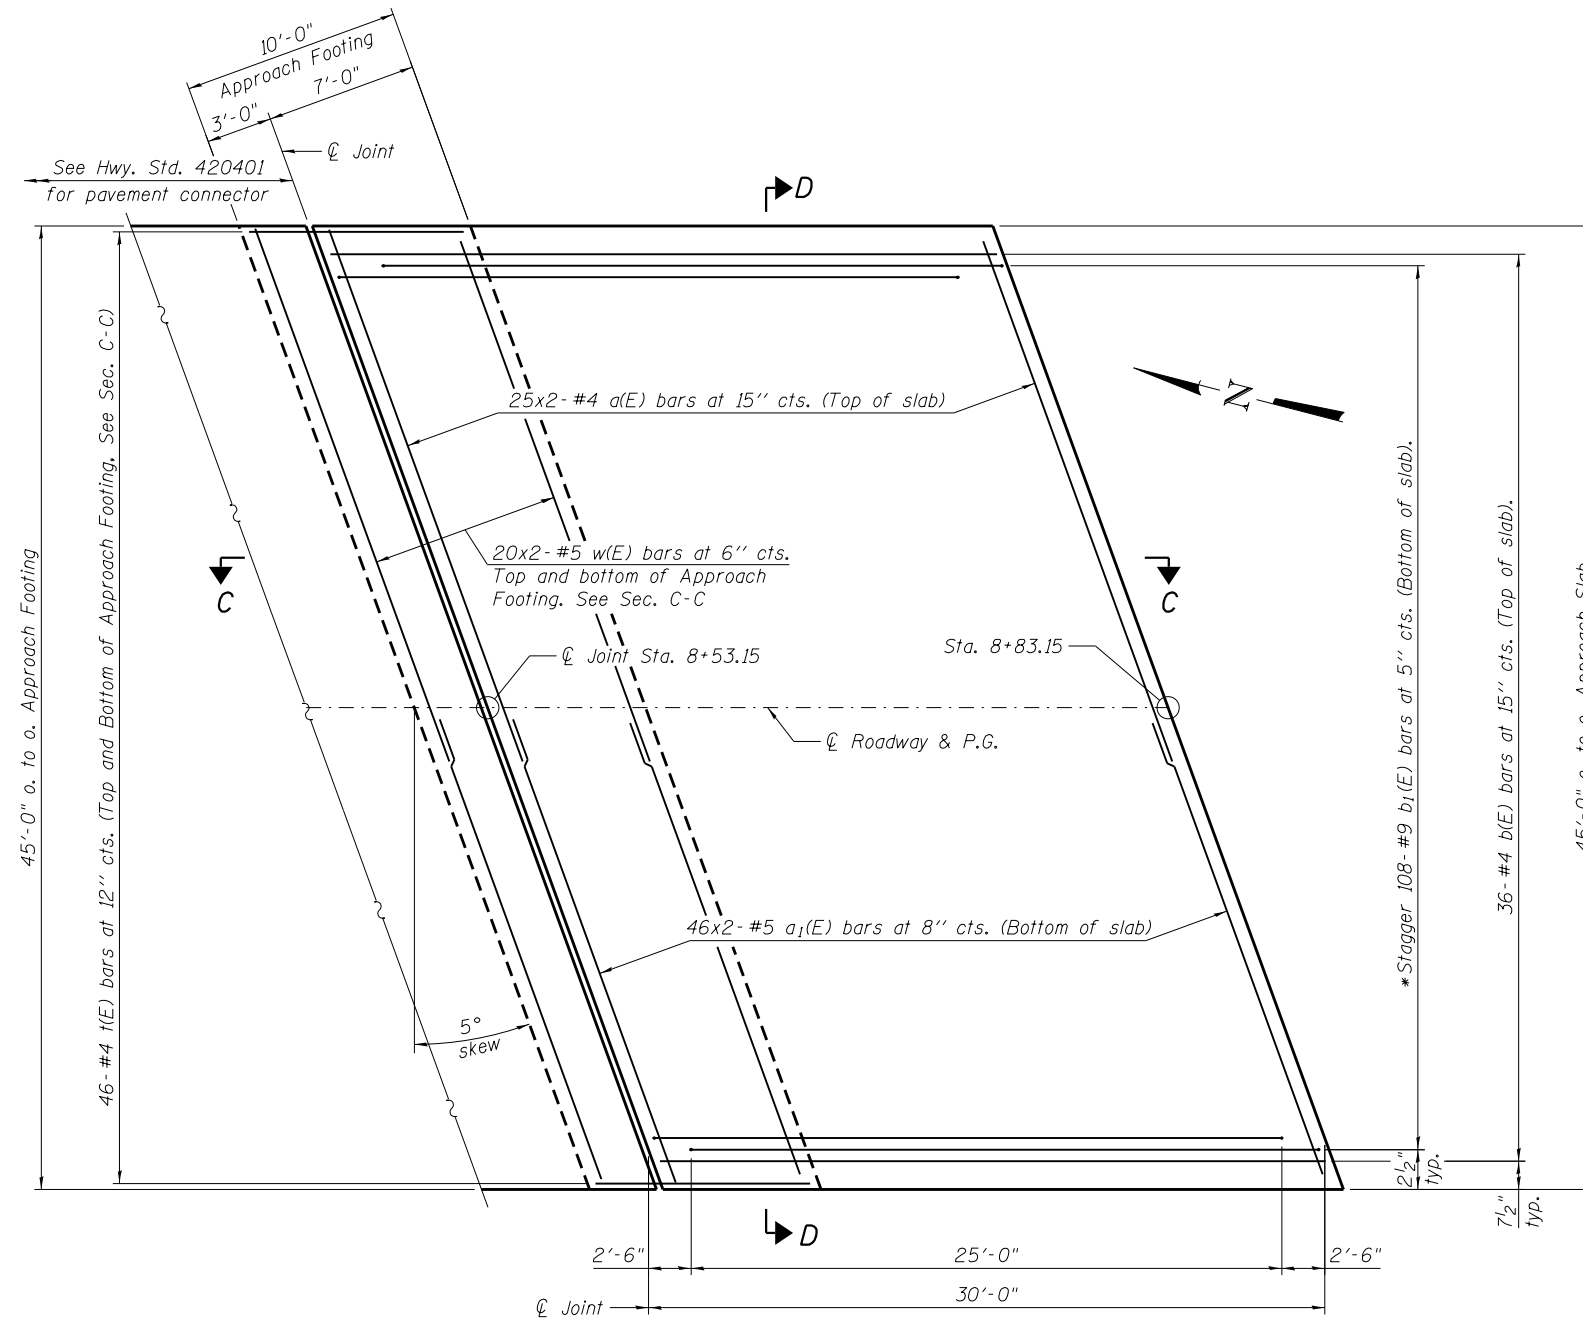 10'-0"
Approach Footing
7'-0"
3'-0"
℄ Joint
See Hwy. Std. 420401
for pavement connector
D
45'-0" o. to o. Approach Footing
46-#4 t(E) bars at 12'' cts. (Top and Bottom of Approach Footing, See Sec. C-C)
25x2-#4 a(E) bars at 15'' cts. (Top of slab)
N
20x2-#5 w(E) bars at 6'' cts.
Top and bottom of Approach
Footing. See Sec. C-C
C
C
℄ Joint Sta. 8+53.15
Sta. 8+83.15
℄ Roadway & P.G.
46x2-#5 a₁(E) bars at 8'' cts. (Bottom of slab)
*Stagger 108-#9 b₁(E) bars at 5'' cts. (Bottom of slab).
36-#4 b(E) bars at 15'' cts. (Top of slab).
45'-0" o. to o. Approach Slab
5°
skew
2½"
typ.
7½"
typ.
D
2'-6"
25'-0"
2'-6"
30'-0"
℄ Joint